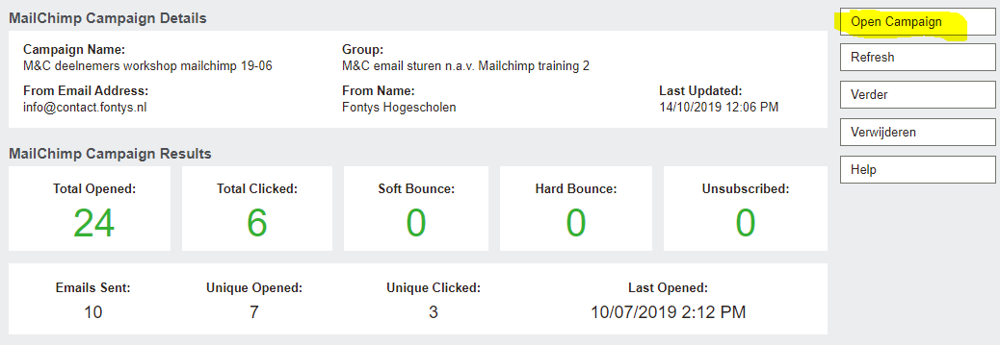 MailChimp Campaign Details
Open Campaign
Campaign Name: Group:
M&C deelnemers workshop mailchimp 19-06 M&C email sturen n.a.v. Mailchimp training 2
Refresh
From Email Address: From Name: Last Updated:
info@contact.fontys.nl Fontys Hogescholen 14/10/2019 12:06 PM
Verder
Verwijderen
MailChimp Campaign Results
Help
Total Opened: Total Clicked: Soft Bounce: Hard Bounce: Unsubscribed:
24 6 0 0 0
Emails Sent: Unique Opened: Unique Clicked: Last Opened:
10 7 3 10/07/2019 2:12 PM